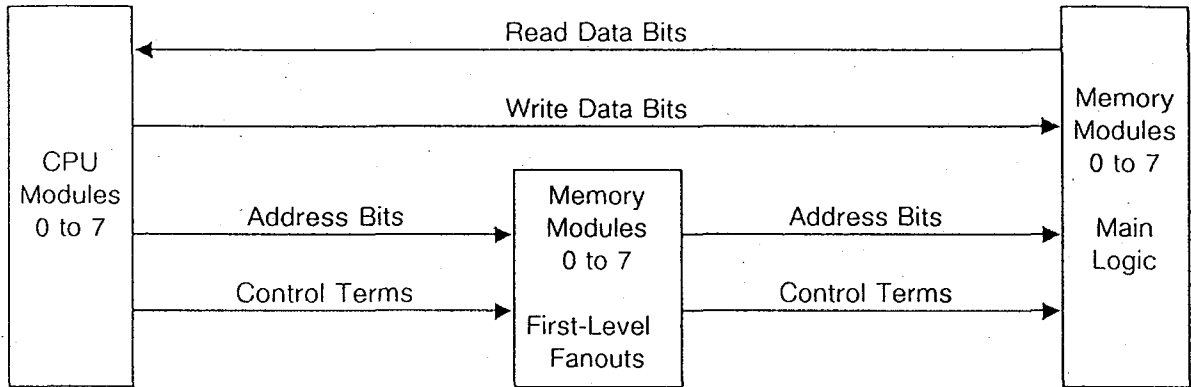 Read Data Bits
Write Data Bits
CPU
Modules
0 to 7
Address Bits
Control Terms
Memory
Modules
0 to 7
First-Level
Fanouts
Address Bits
Control Terms
Memory
Modules
0 to 7
Main
Logic